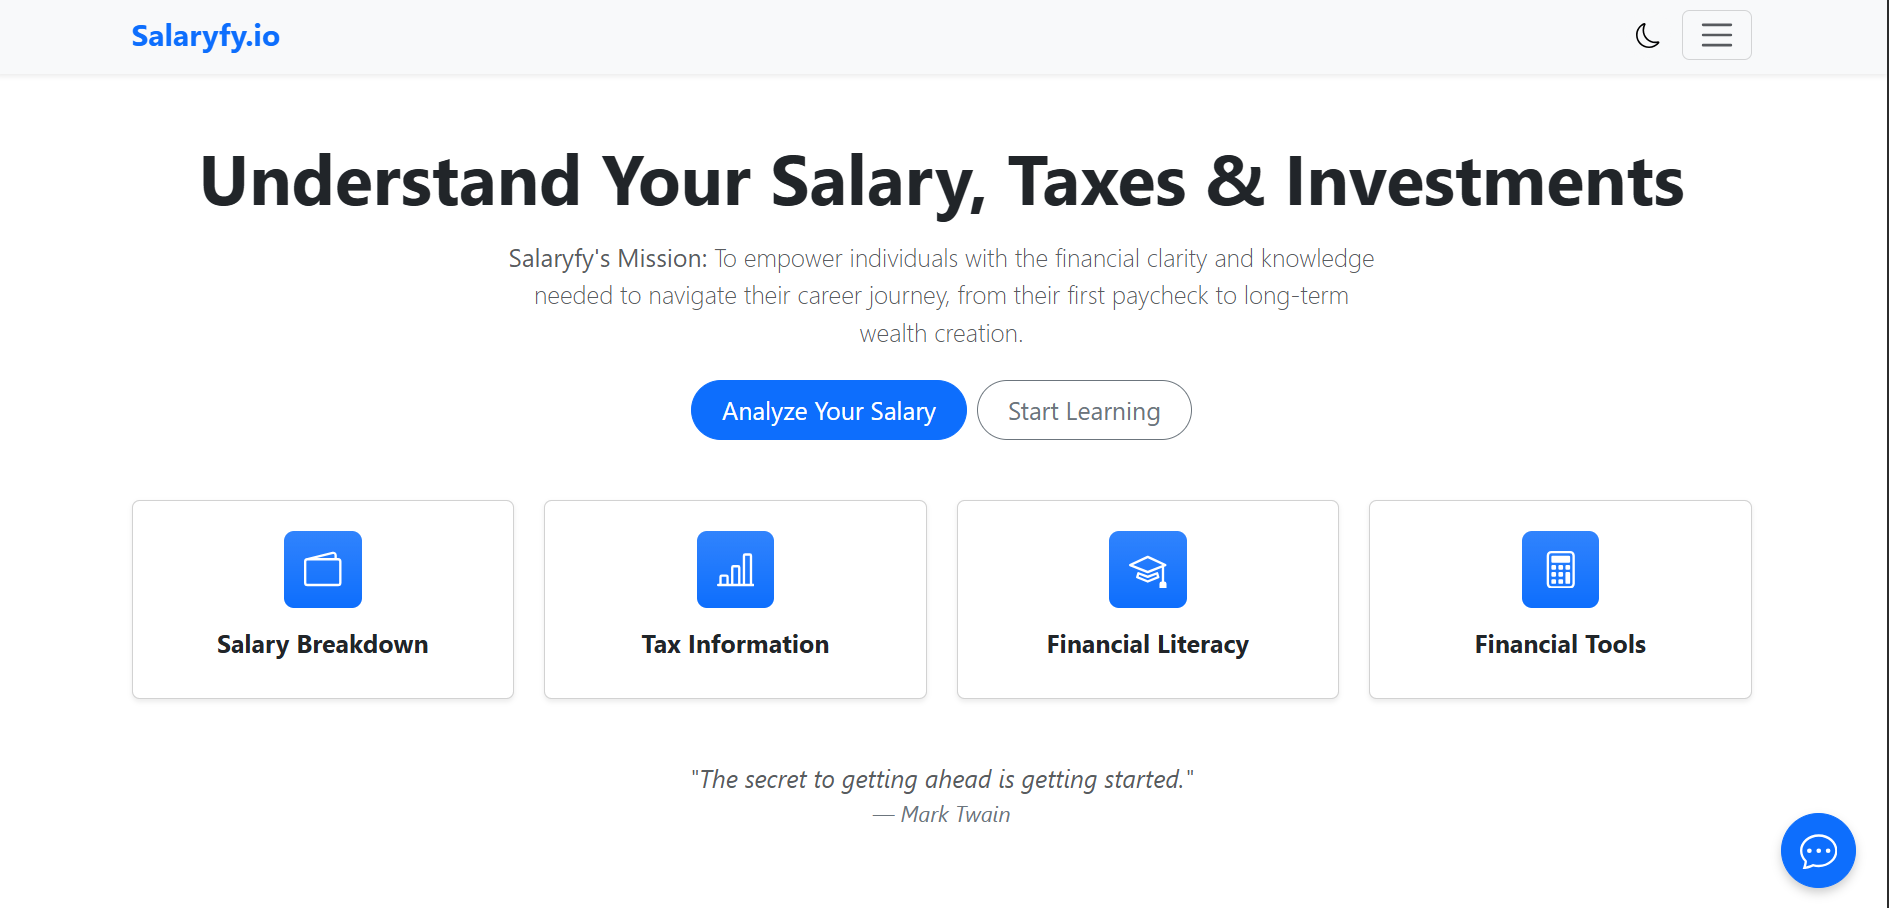 Salaryfy.io
Understand Your Salary, Taxes & Investments
Salaryfy's Mission: To empower individuals with the financial clarity and knowledge
needed to navigate their career journey, from their first paycheck to long-term
wealth creation.
Analyze Your Salary
Start Learning
Salary Breakdown
Tax Information
Financial Literacy
Financial Tools
"The secret to getting ahead is getting started."
— Mark Twain